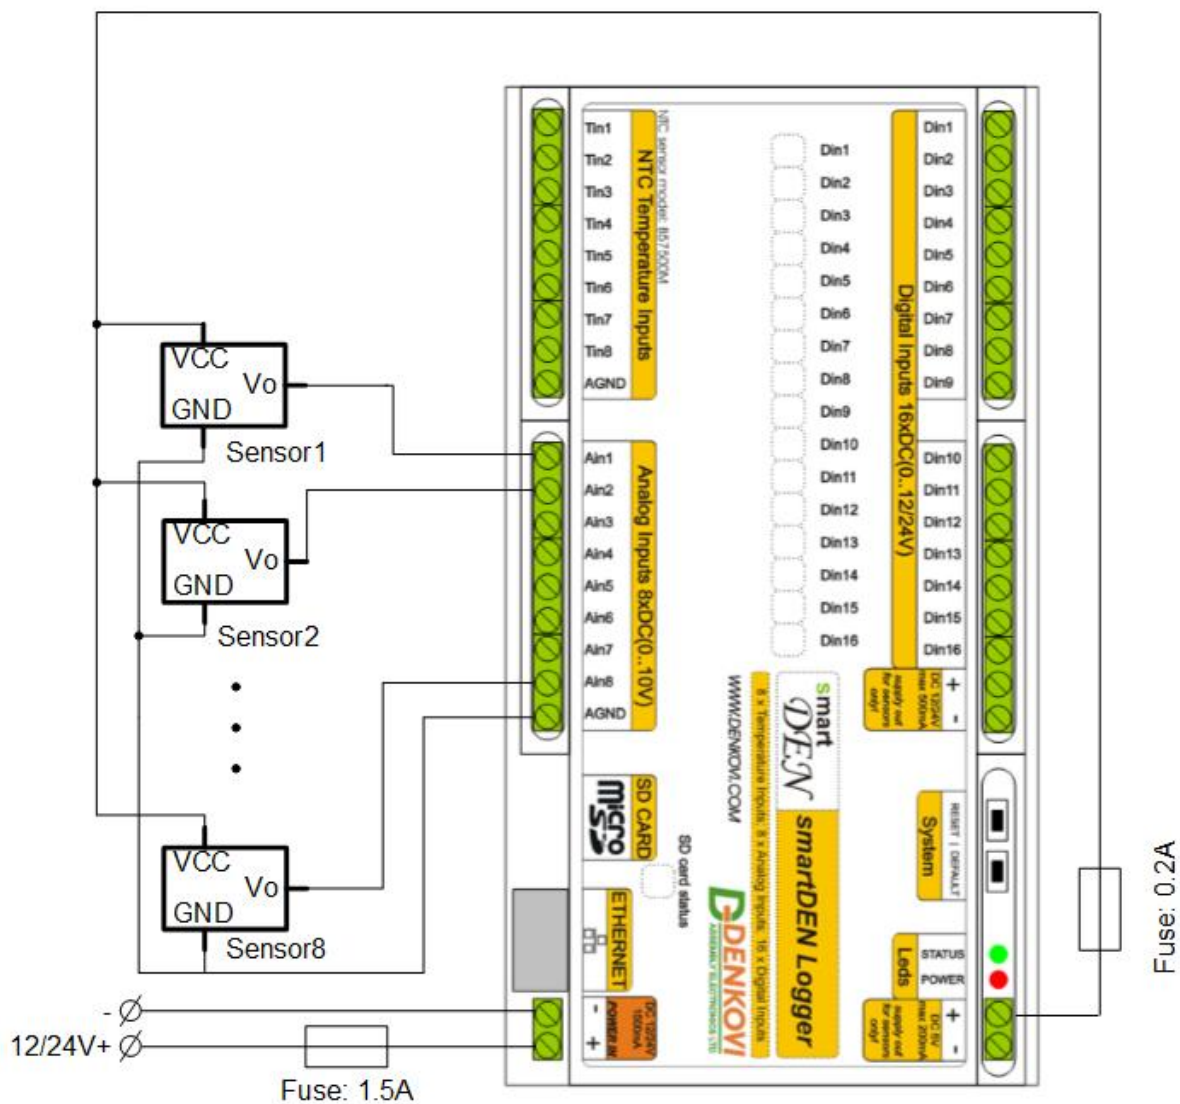 Tin1
Tin2
Tin3
Tin4
Tin5
Tin6
Tin7
Tin8
AGND
NTC Temperature Inputs
NTC sensor model: B57500M
Din1
Din2
Din3
Din4
Din5
Din6
Din7
Din8
Din9
Din10
Din11
Din12
Din13
Din14
Din15
Din16
Digital Inputs 16xDC(0..12/24V)
Din1
Din2
Din3
Din4
Din5
Din6
Din7
Din8
Din9
Din10
Din11
Din12
Din13
Din14
Din15
Din16
VCC
Vo
GND
Sensor1
VCC
Vo
GND
Sensor2
VCC
Vo
GND
Sensor8
Ain1
Ain2
Ain3
Ain4
Ain5
Ain6
Ain7
Ain8
AGND
Analog Inputs 8xDC(0..10V)
+
-
DC 12/24V
max 500mA
supply out
for sensors
only!
smart
DEN
smartDEN Logger
8 x Temperature Inputs; 8 x Analog Inputs; 16 x Digital Inputs
WWW.DENKOVI.COM
SD CARD
micro
SD
SD card status
DENKOVI
ASSEMBLY ELECTRONICS LTD.
RESET | DEFAULT
System
STATUS
POWER
Leds
ETHERNET
-
+
DC 12/24V
1500mA
POWER IN
+
-
DC 5V
max 200mA
supply out
for sensors
only!
-
12/24V+
Fuse: 1.5A
Fuse: 0.2A